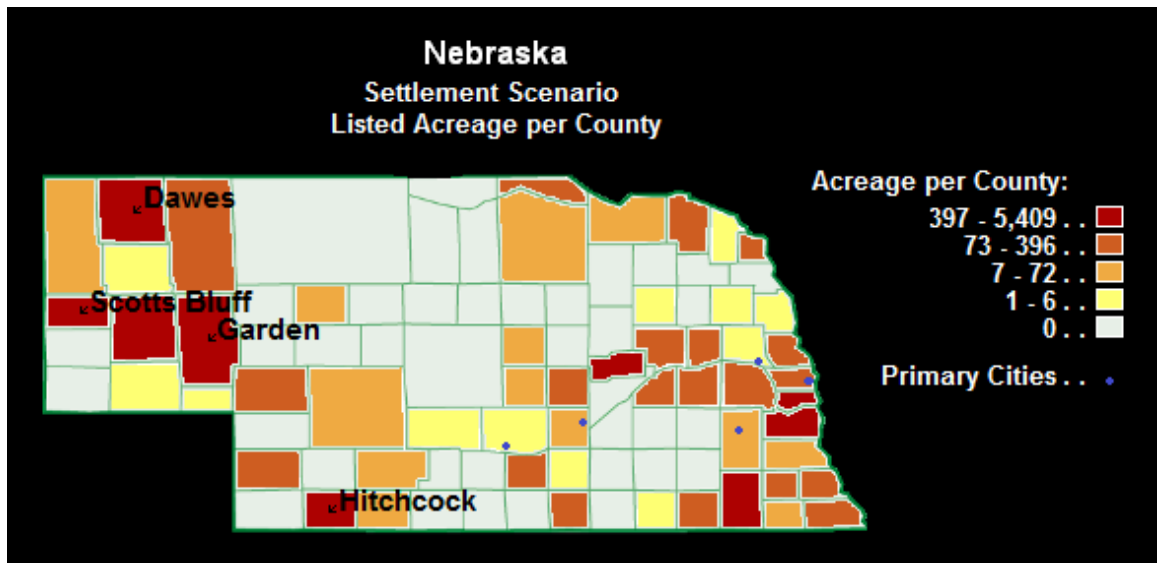 Nebraska
Settlement Scenario
Listed Acreage per County
Acreage per County:
397 - 5,409 . .
73 - 396 . .
7 - 72 . .
1 - 6 . .
0 . .
Primary Cities . .
Dawes
Scotts Bluff
Garden
Hitchcock